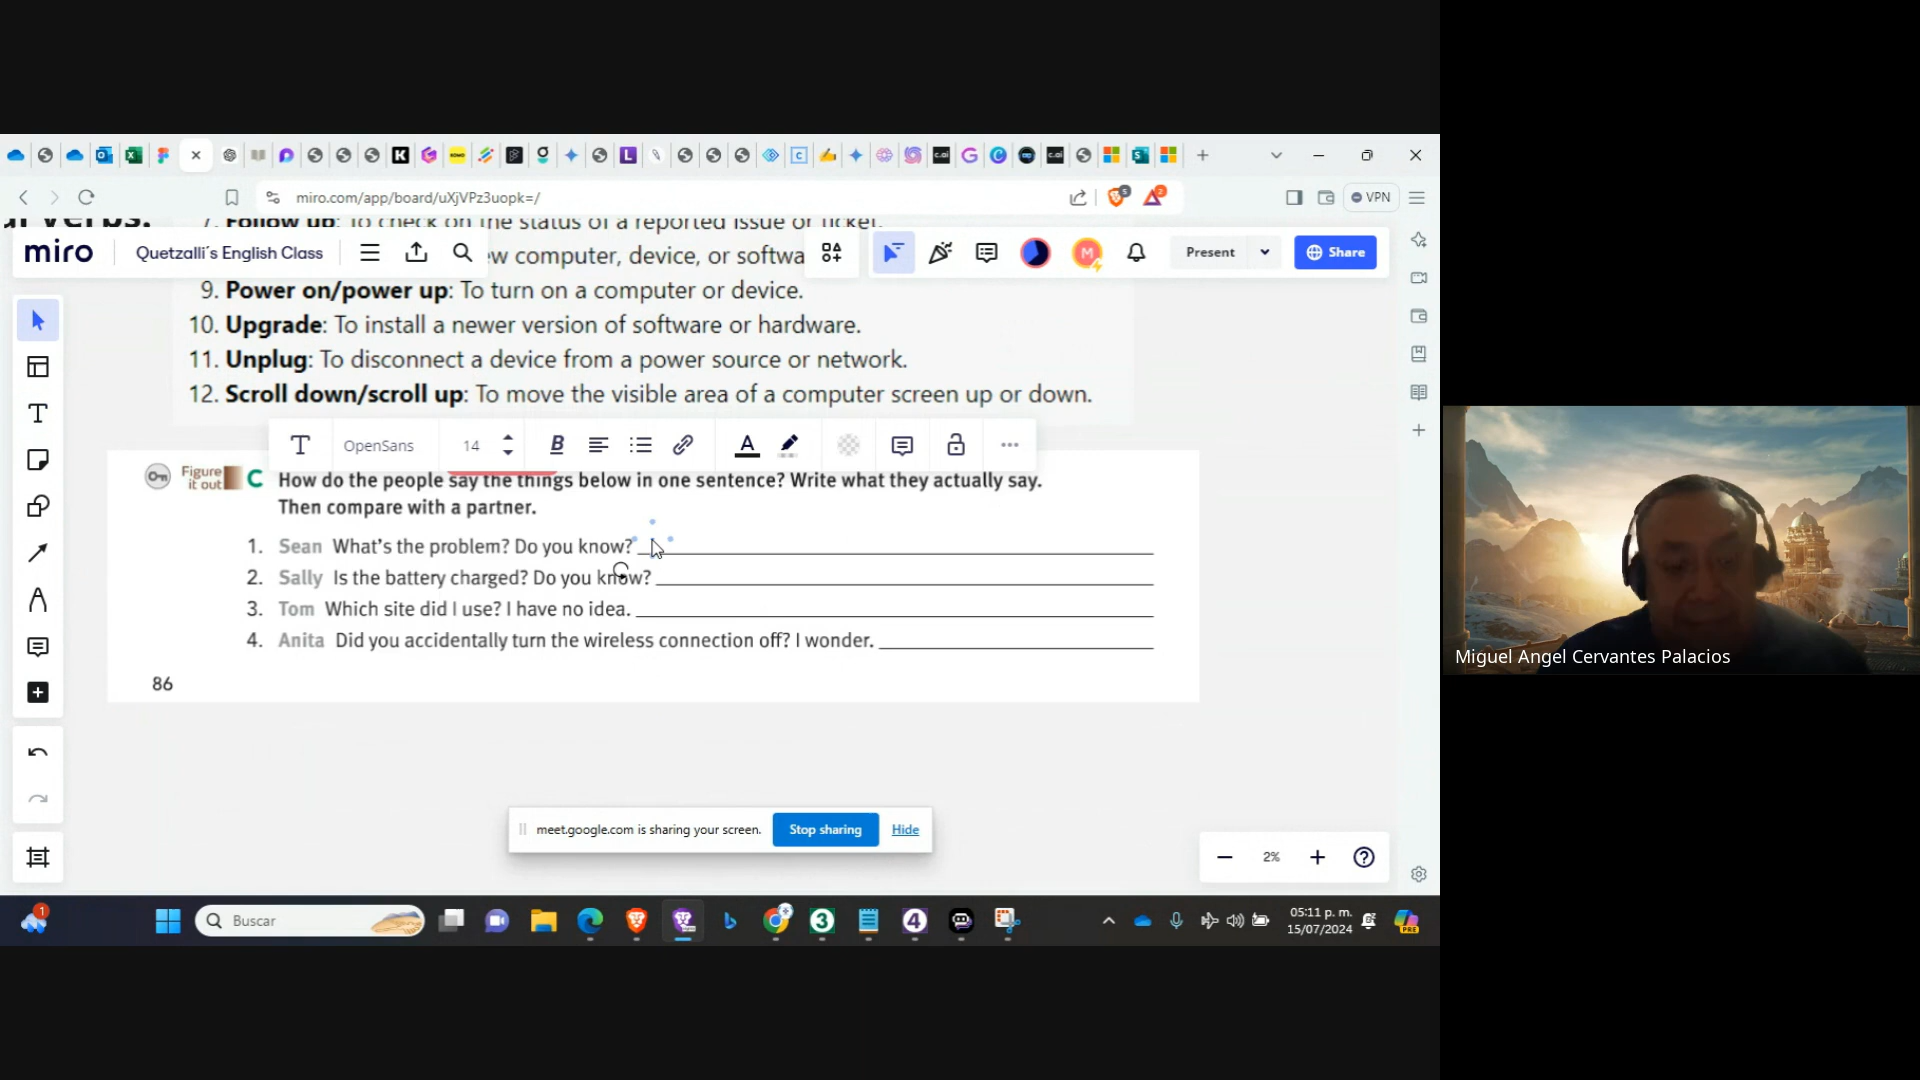 miro.com/app/board/uXjVPz3uopk=/
VPN
7. Follow up: To check on the status of a reported issue or ticket.
miro
Quetzalli´s English Class
ew computer, device, or softwa
Present
Share
9. Power on/power up: To turn on a computer or device.
10. Upgrade: To install a newer version of software or hardware.
11. Unplug: To disconnect a device from a power source or network.
12. Scroll down/scroll up: To move the visible area of a computer screen up or down.
OpenSans
14
Figure it out
C How do the people say the things below in one sentence? Write what they actually say.
Then compare with a partner.
1. Sean What's the problem? Do you know?
2. Sally Is the battery charged? Do you know?
3. Tom Which site did I use? I have no idea.
4. Anita Did you accidentally turn the wireless connection off? I wonder.
86
Miguel Angel Cervantes Palacios
meet.google.com is sharing your screen.
Stop sharing
Hide
2%
Buscar
05:11 p. m.
15/07/2024